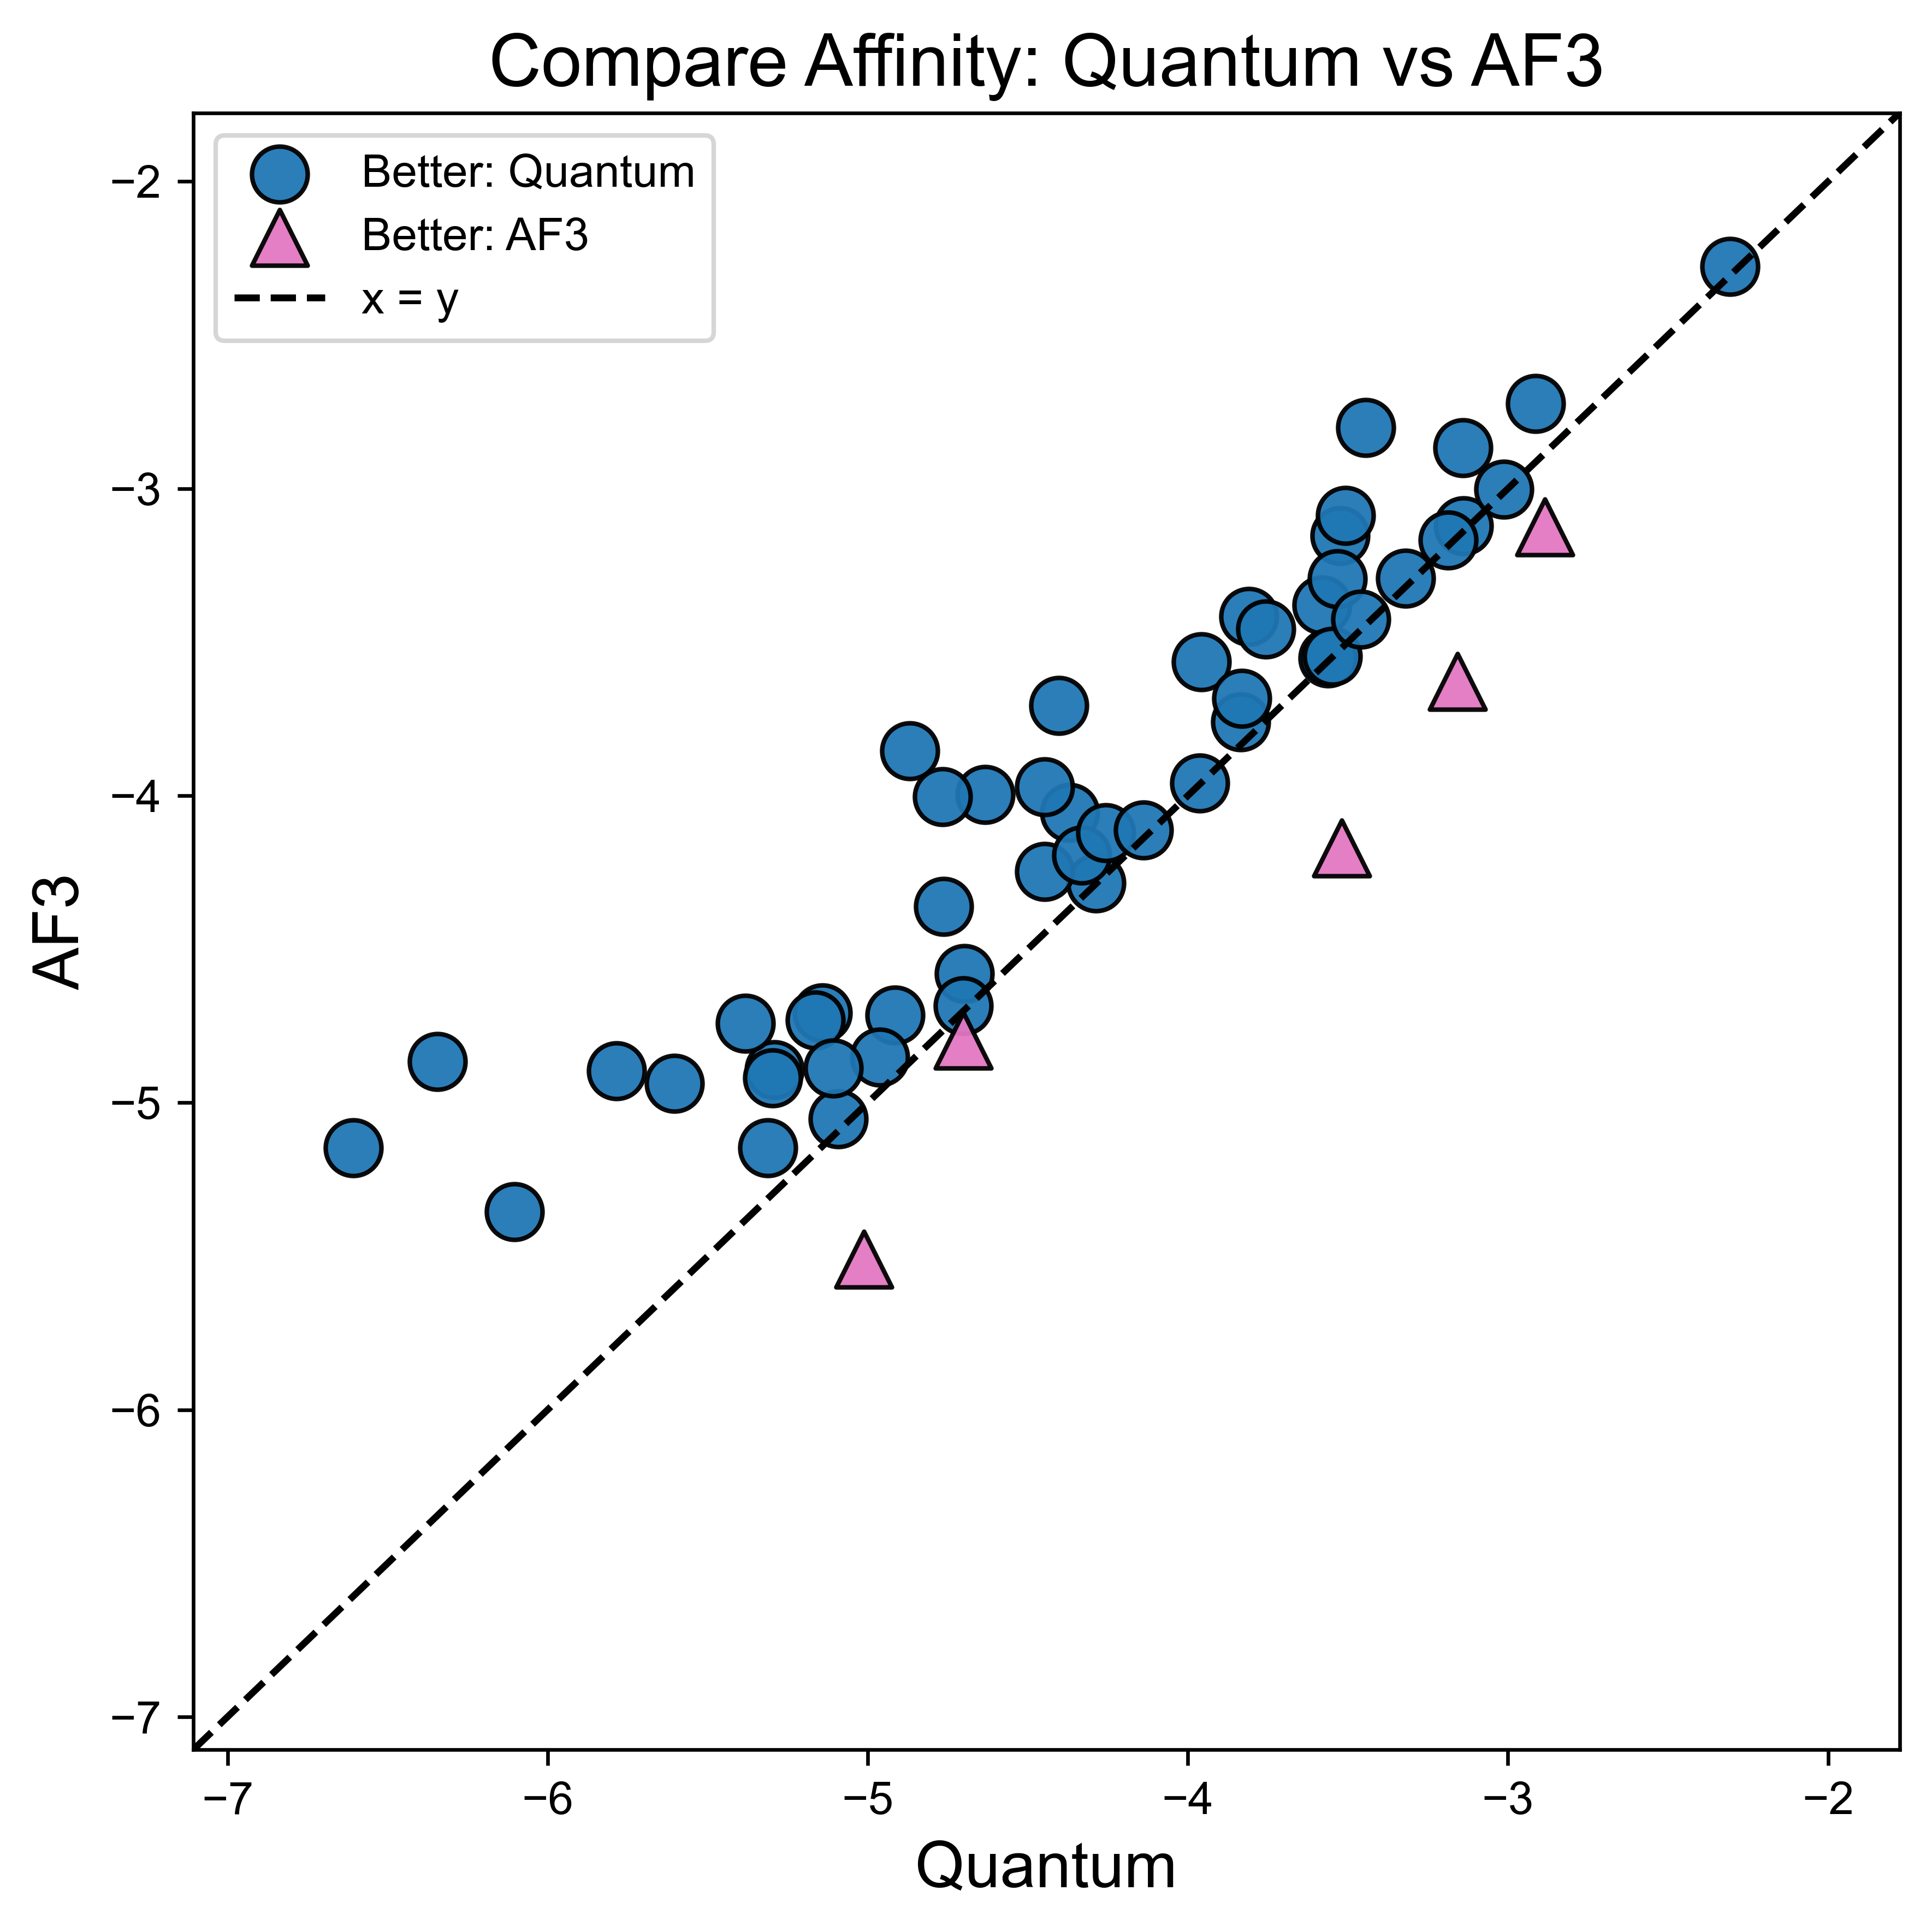 Compare Affinity: Quantum vs AF3
Better: Quantum
Better: AF3
x = y
−2
−3
−4
−5
−6
−7
AF3
−7 −6 −5 −4 −3 −2
Quantum